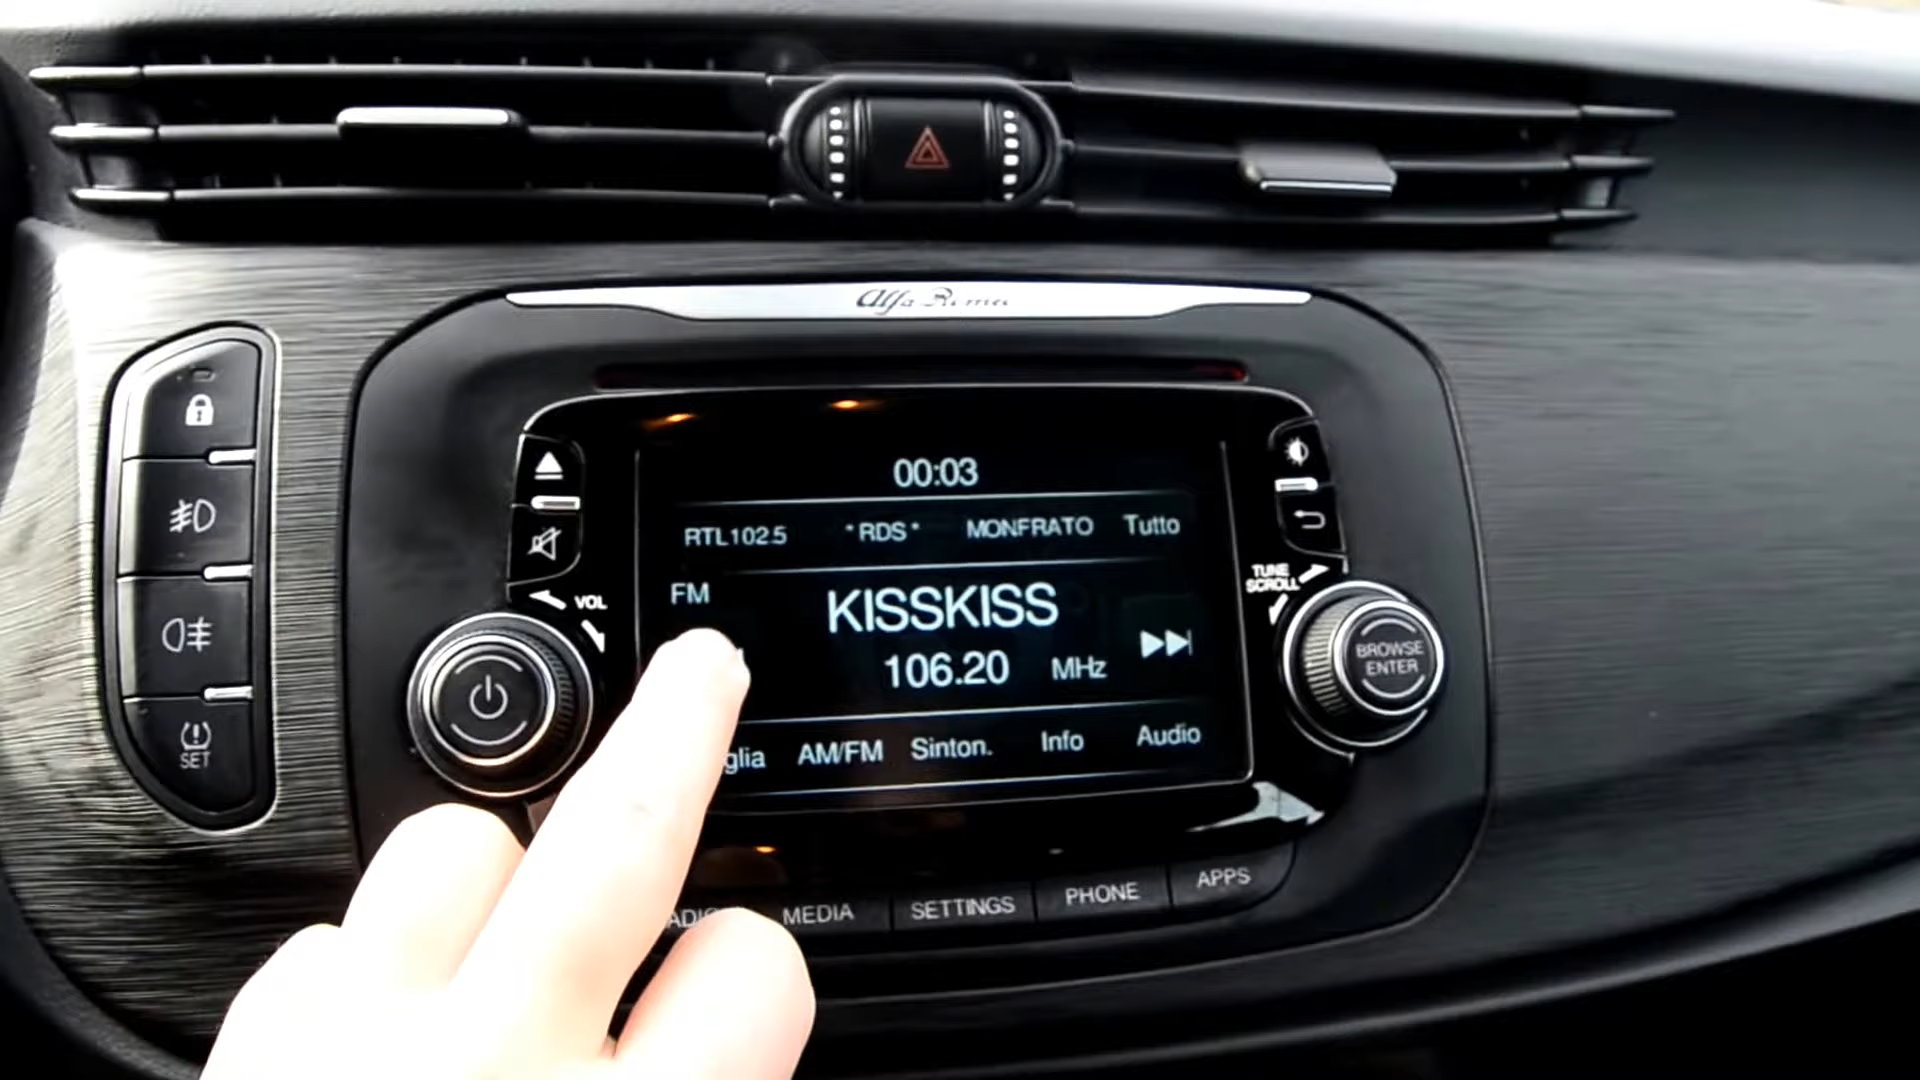 Alfa Romeo
00:03
RTL102.5 *RDS* MONFRATO Tutto
FM
KISSKISS
106.20 MHz
AM/FM Sinton. Info Audio
VOL
TUNE
SCROLL
BROWSE
ENTER
SET
MEDIA SETTINGS PHONE APPS